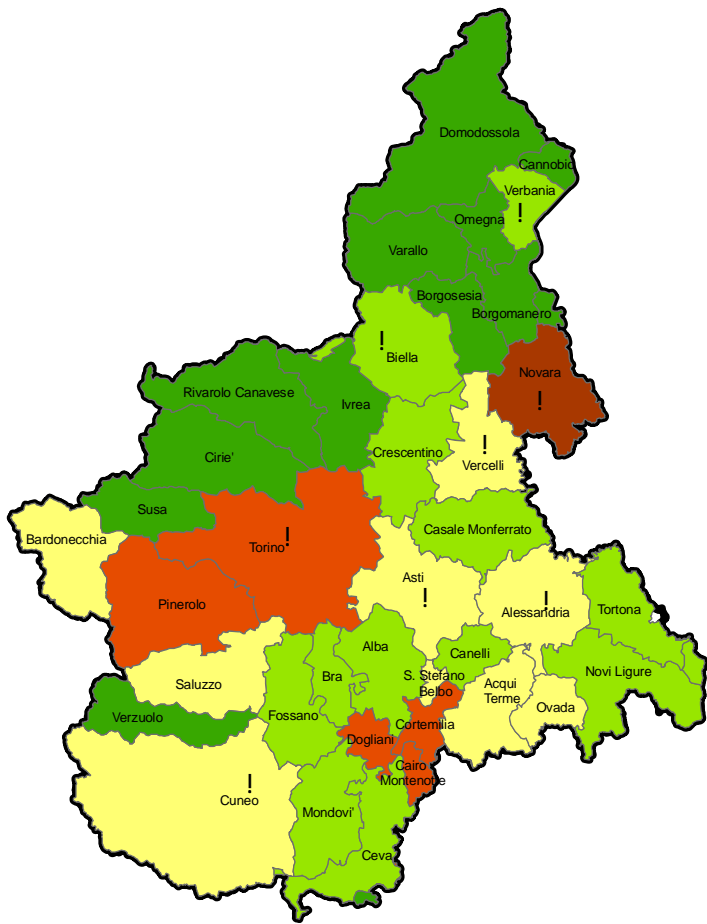 Domodossola
Cannobio
Verbania
!
Omegna
Varallo
Borgosesia
Borgomanero
!
Biella
Novara
!
Rivarolo Canavese
Ivrea
Cirie'
Crescentino
!
Vercelli
Susa
Bardonecchia
Torino!
Casale Monferrato
Pinerolo
Asti
!
!
Alessandria
Tortona
Alba
Canelli
Saluzzo
Bra
S. Stefano
Belbo
Acqui
Terme
Novi Ligure
Verzuolo
Fossano
Cortemilia
Ovada
Dogliani
Cairo
Montenotte
!
Cuneo
Mondovi'
Ceva